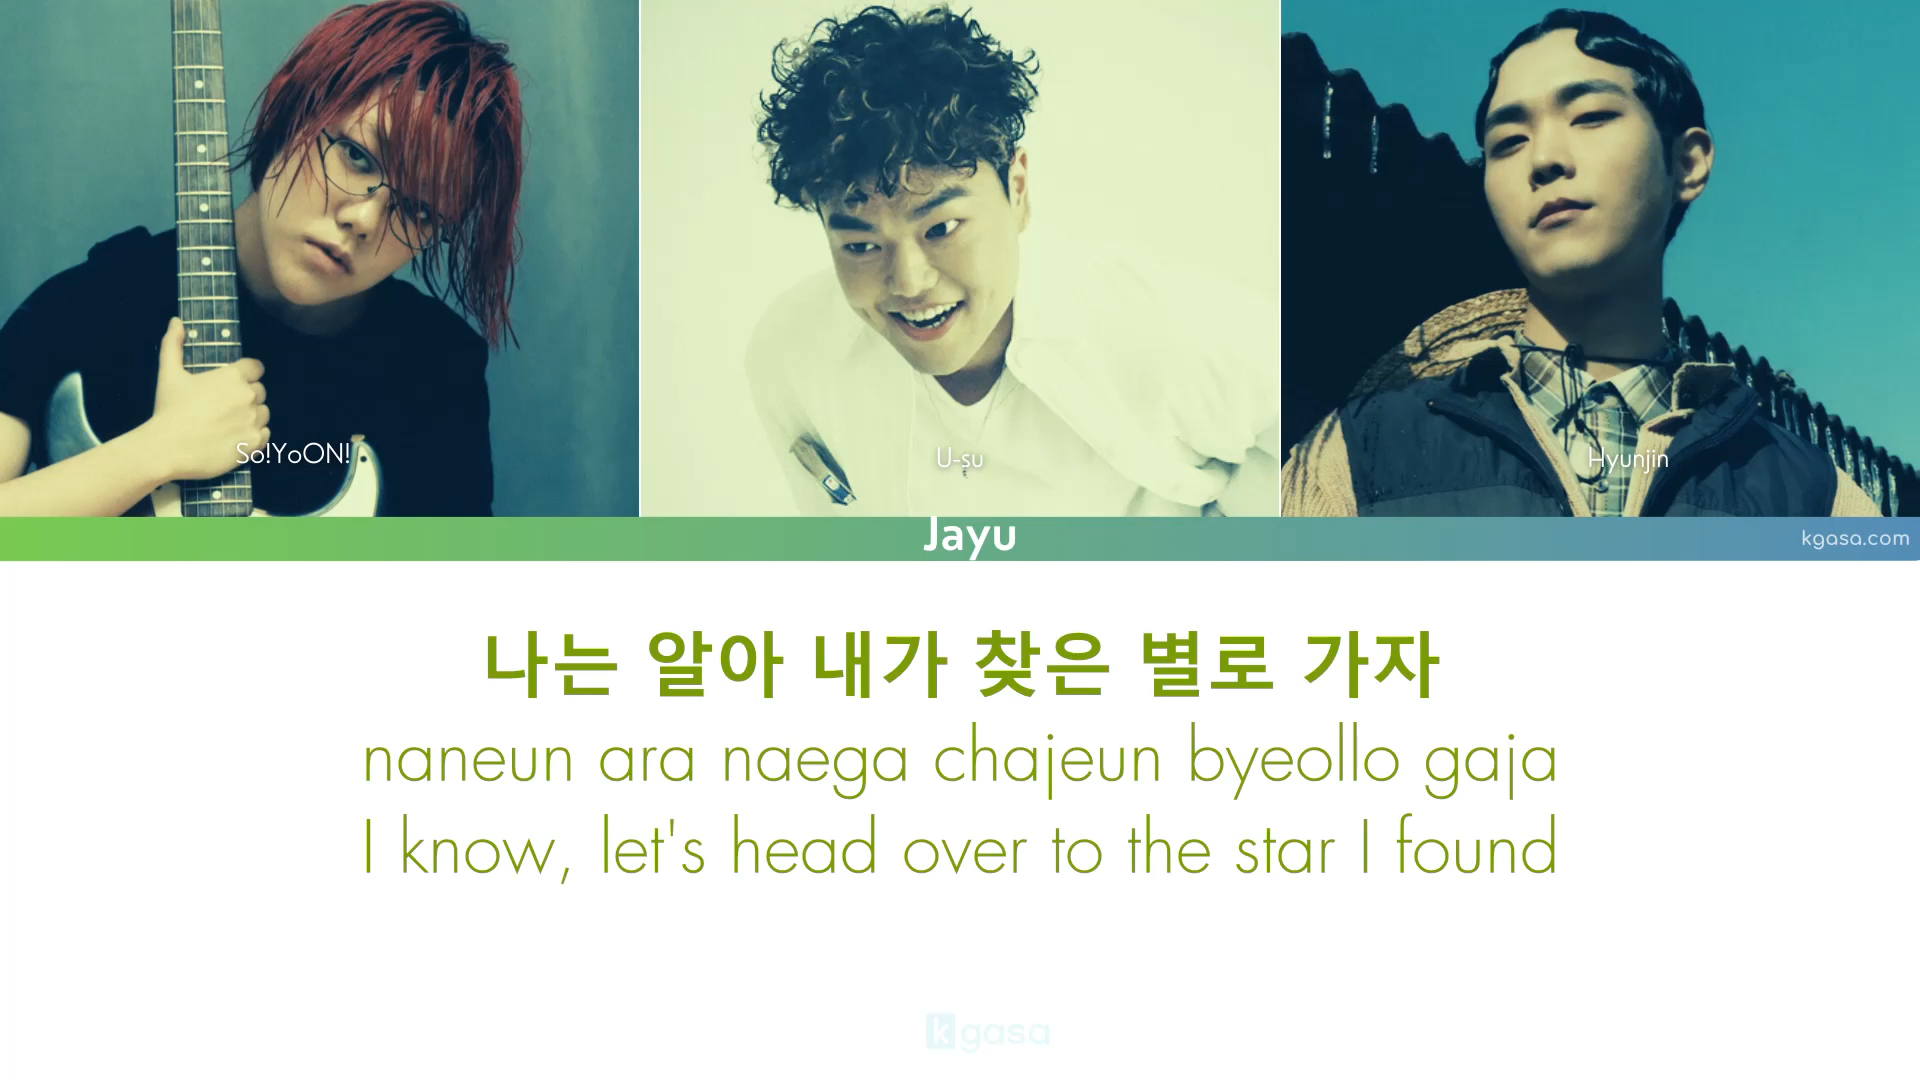 So!YoON!
U-su
Hyunjin
Jayu
kgasa.com
나는 알아 내가 찾은 별로 가자
naneun ara naega chajeun byeollo gaja
I know, let's head over to the star I found
kgasa